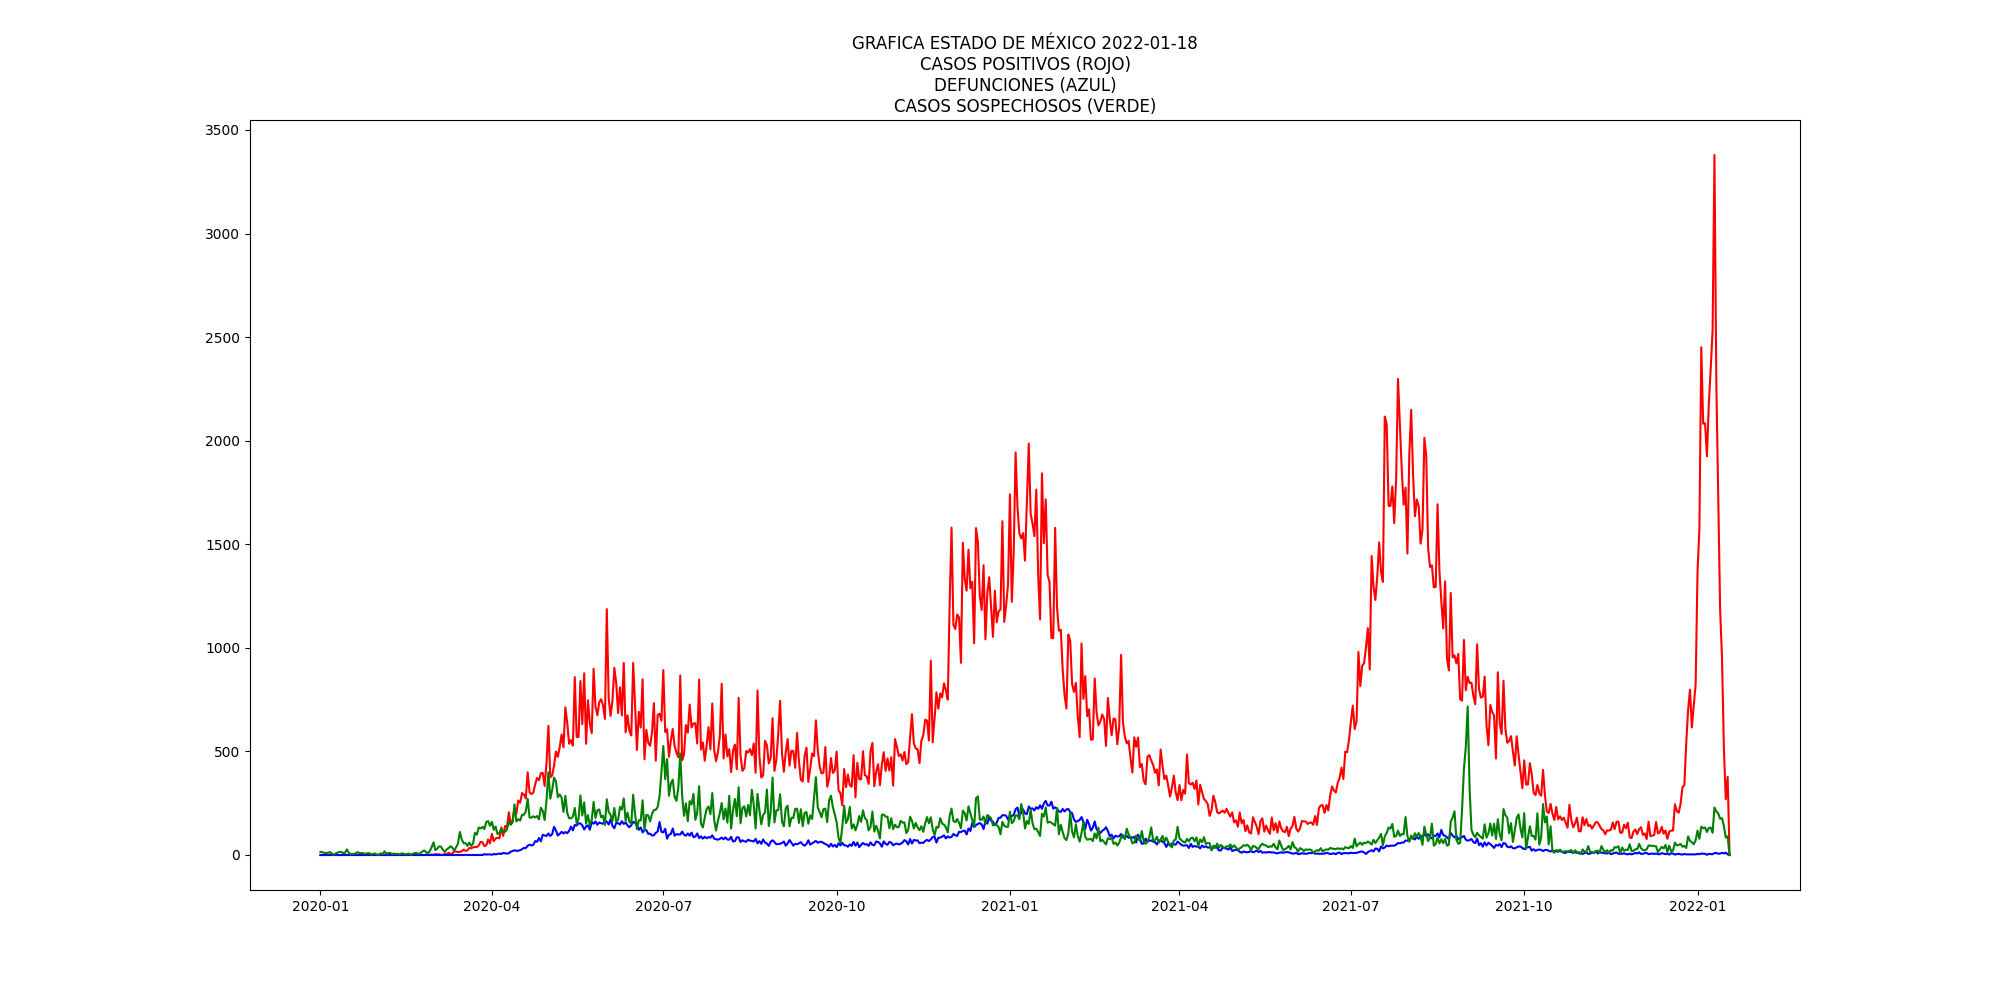 GRAFICA ESTADO DE MÉXICO 2022-01-18
CASOS POSITIVOS (ROJO)
DEFUNCIONES (AZUL)
CASOS SOSPECHOSOS (VERDE)
3500
3000
2500
2000
1500
1000
500
0
2020-01 2020-04 2020-07 2020-10 2021-01 2021-04 2021-07 2021-10 2022-01